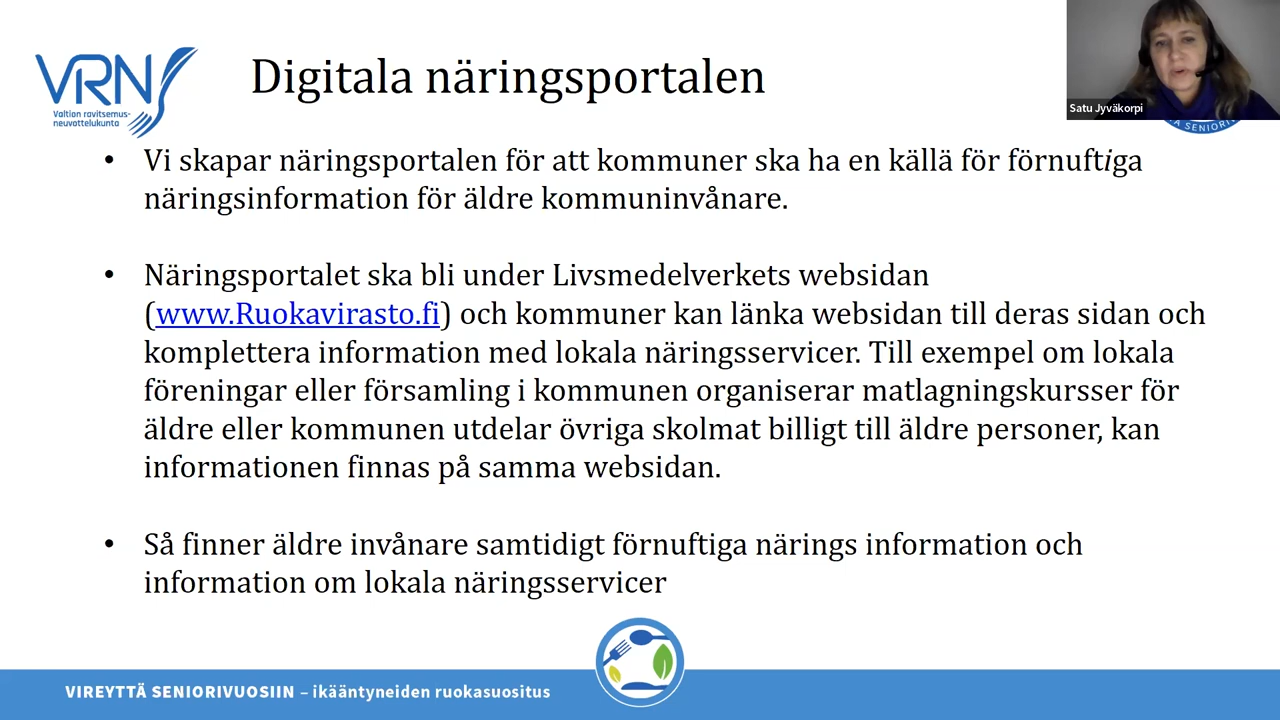 VRN
Valtion ravitsemus-
neuvottelukunta
Digitala näringsportalen
Satu Jyväkorpi
• Vi skapar näringsportalen för att kommuner ska ha en källä för förnuftiga
näringsinformation för äldre kommuninvånare.
• Näringsportalet ska bli under Livsmedelverkets websidan
(www.Ruokavirasto.fi) och kommuner kan länka websidan till deras sidan och
komplettera information med lokala näringsservicer. Till exempel om lokala
föreningar eller församling i kommunen organiserar matlagningskursser för
äldre eller kommunen utdelar övriga skolmat billigt till äldre personer, kan
informationen finnas på samma websidan.
• Så finner äldre invånare samtidigt förnuftiga närings information och
information om lokala näringsservicer
VIREYTTÄ SENIORIVUOSIIN – ikääntyneiden ruokasuositus